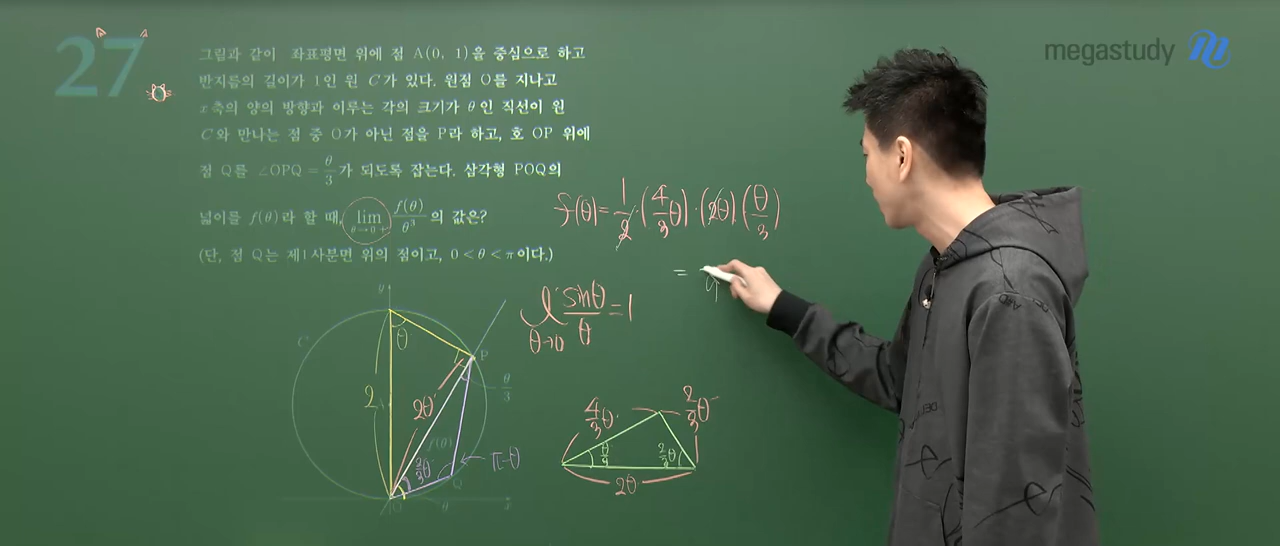 27
그림과 같이 좌표평면 위에 점 A(0, 1)을 중심으로 하고
반지름의 길이가 1인 원 C가 있다. 원점 O를 지나고
x축의 양의 방향과 이루는 각의 크기가 θ인 직선이 원
C와 만나는 점 중 O가 아닌 점을 P라 하고, 호 OP 위에
점 Q를 ∠OPQ = θ/3 가 되도록 잡는다. 삼각형 POQ의
넓이를 f(θ)라 할 때, lim θ→0+ f(θ)/θ³ 의 값은?
(단, 점 Q는 제1사분면 위의 점이고, 0 < θ < π이다.)
megastudy
f(θ) = 1/2 · (4/3 θ) · (2θ) · (θ/3)
=
lim θ→0 sinθ/θ = 1
y
C
θ
P
θ/3
2
2θ
f(θ)
2/3 θ
π-θ
Q
O
θ
x
4/3 θ
2/3 θ
θ/3
2/3 θ
2θ